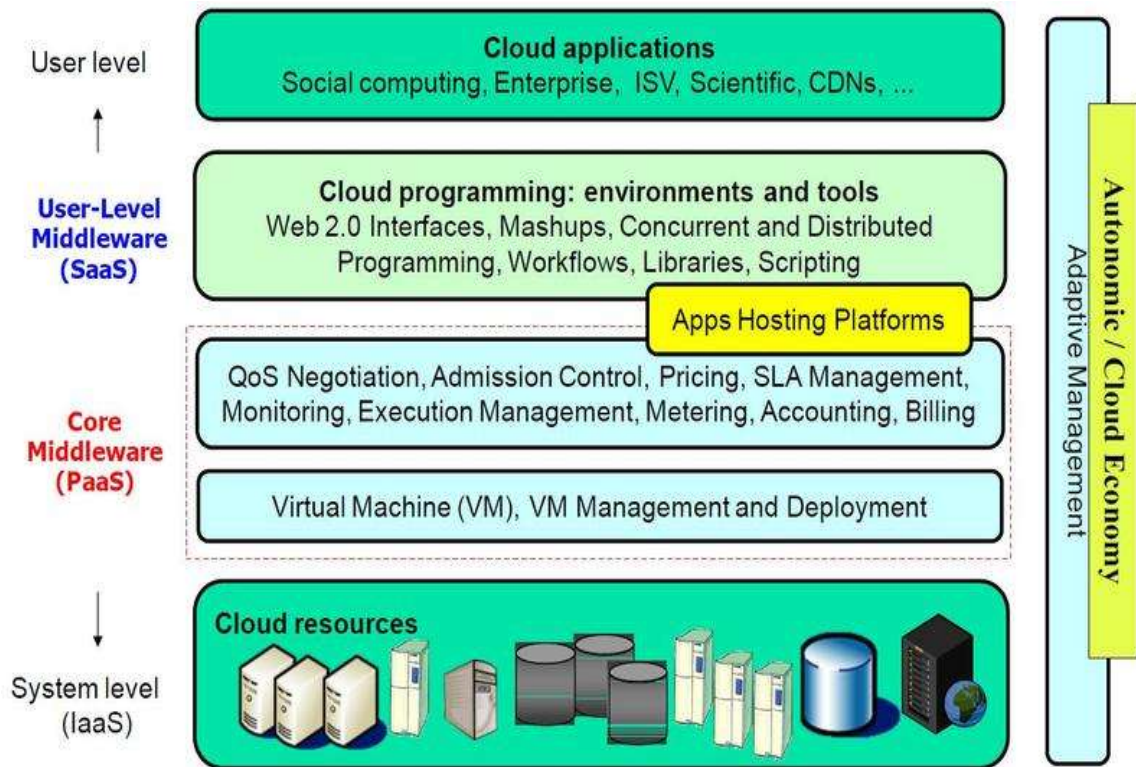 Cloud applications
Social computing, Enterprise, ISV, Scientific, CDNs, ...
User level
Cloud programming: environments and tools
Web 2.0 Interfaces, Mashups, Concurrent and Distributed
Programming, Workflows, Libraries, Scripting
User-Level
Middleware
(SaaS)
Apps Hosting Platforms
QoS Negotiation, Admission Control, Pricing, SLA Management,
Monitoring, Execution Management, Metering, Accounting, Billing
Core
Middleware
(PaaS)
Virtual Machine (VM), VM Management and Deployment
Cloud resources
System level
(IaaS)
Adaptive Management
Autonomic / Cloud Economy